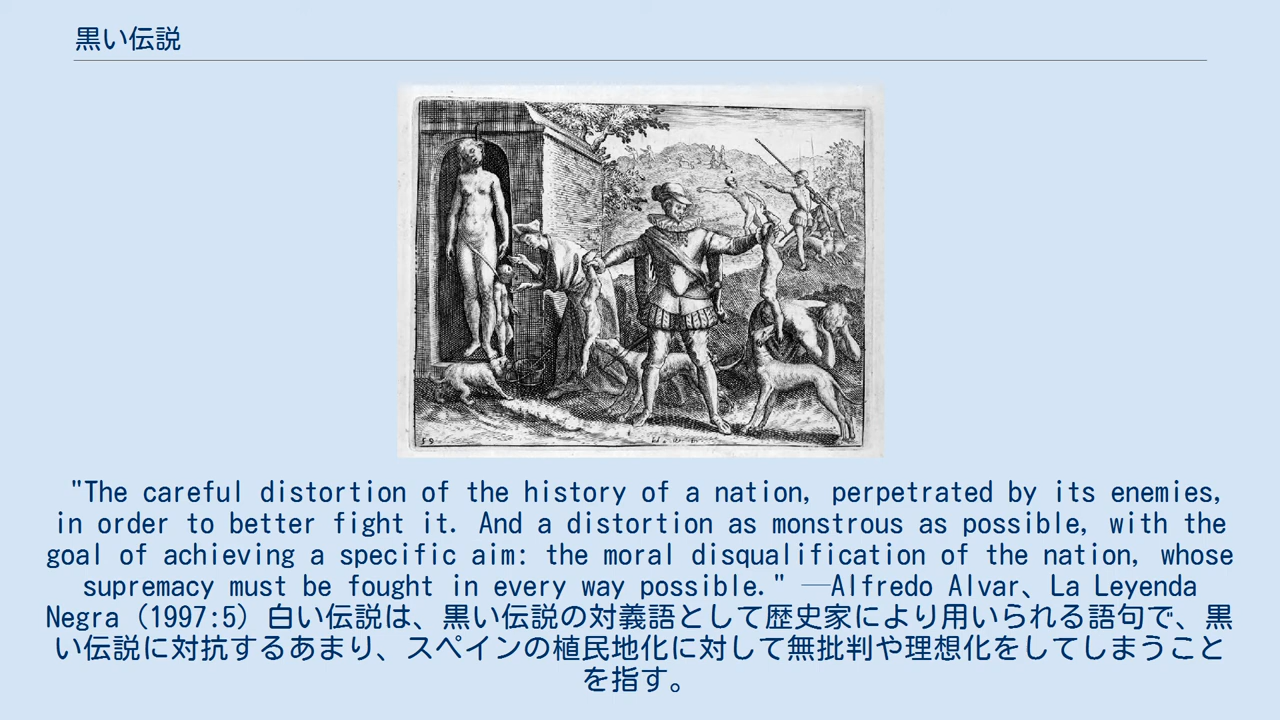 黒い伝説
59
"The careful distortion of the history of a nation, perpetrated by its enemies,
in order to better fight it. And a distortion as monstrous as possible, with the
goal of achieving a specific aim: the moral disqualification of the nation, whose
supremacy must be fought in every way possible." ──Alfredo Alvar、La Leyenda
Negra (1997:5) 白い伝説は、黒い伝説の対義語として歴史家により用いられる語句で、黒
い伝説に対抗するあまり、スペインの植民地化に対して無批判や理想化をしてしまうこと
を指す。